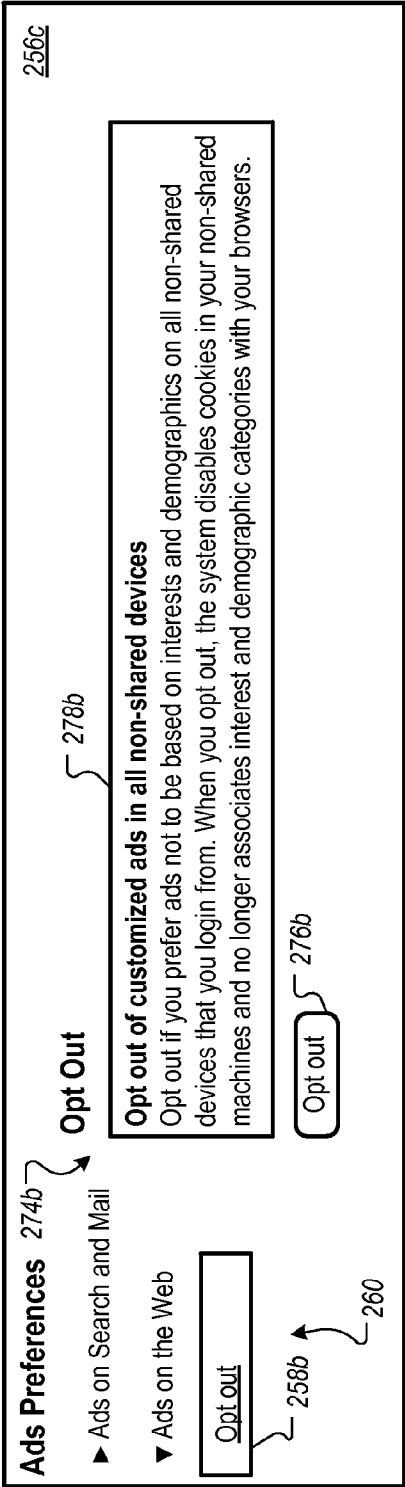 256c
Ads Preferences
274b
Opt Out
278b
► Ads on Search and Mail
▼ Ads on the Web
Opt out
258b
260
Opt out of customized ads in all non-shared devices
Opt out if you prefer ads not to be based on interests and demographics on all non-shared
devices that you login from. When you opt out, the system disables cookies in your non-shared
machines and no longer associates interest and demographic categories with your browsers.
Opt out
276b